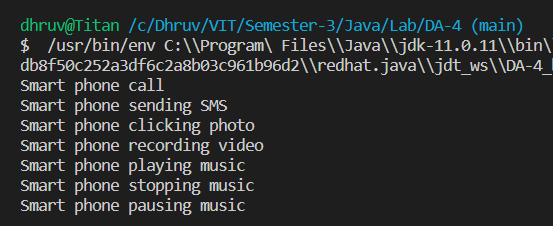 dhruv@Titan /c/Dhruv/VIT/Semester-3/Java/Lab/DA-4 (main)
$ /usr/bin/env C:\\Program\ Files\\Java\\jdk-11.0.11\\bin\
db8f50c252a3df6c2a8b03c961b96d2\\redhat.java\\jdt_ws\\DA-4_
Smart phone call
Smart phone sending SMS
Smart phone clicking photo
Smart phone recording video
Smart phone playing music
Smart phone stopping music
Smart phone pausing music